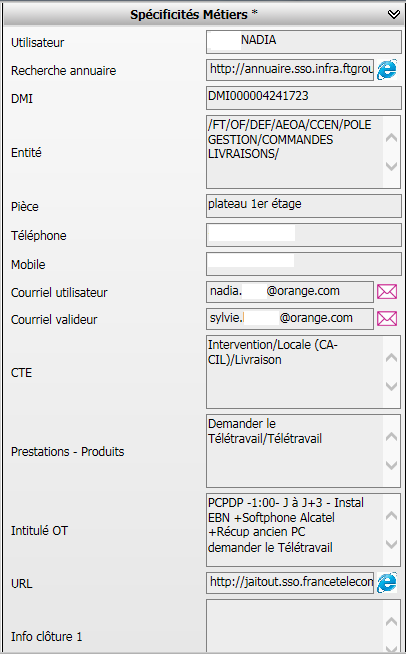 Spécificités Métiers *
Utilisateur NADIA
Recherche annuaire http://annuaire.sso.infra.ftgrou
DMI DMI000004241723
Entité
/FT/OF/DEF/AEOA/CCEN/POLE
GESTION/COMMANDES
LIVRAISONS/
Pièce plateau 1er étage
Téléphone
Mobile
Courriel utilisateur nadia. @orange.com
Courriel valideur sylvie. @orange.com
CTE
Intervention/Locale (CA-
CIL)/Livraison
Prestations - Produits
Demander le
Télétravail/Télétravail
Intitulé OT
PCPDP -1:00- J à J+3 - Instal
EBN +Softphone Alcatel
+Récup ancien PC
demander le Télétravail
URL http://jaitout.sso.francetelecon
Info clôture 1